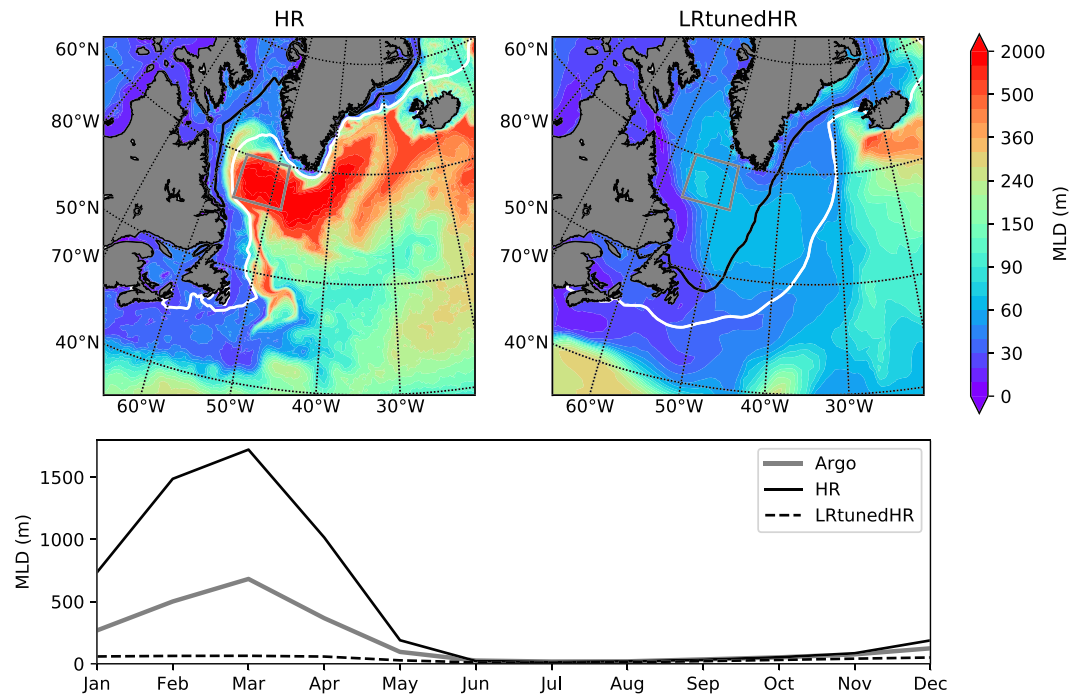 HR
LRtunedHR
60°N
80°W
50°N
70°W
40°N
60°W
50°W
40°W
30°W
60°N
80°W
50°N
70°W
40°N
60°W
50°W
40°W
30°W
2000
500
360
240
150
90
60
30
0
MLD (m)
1500
1000
500
0
MLD (m)
Argo
HR
LRtunedHR
Jan Feb Mar Apr May Jun Jul Aug Sep Oct Nov Dec